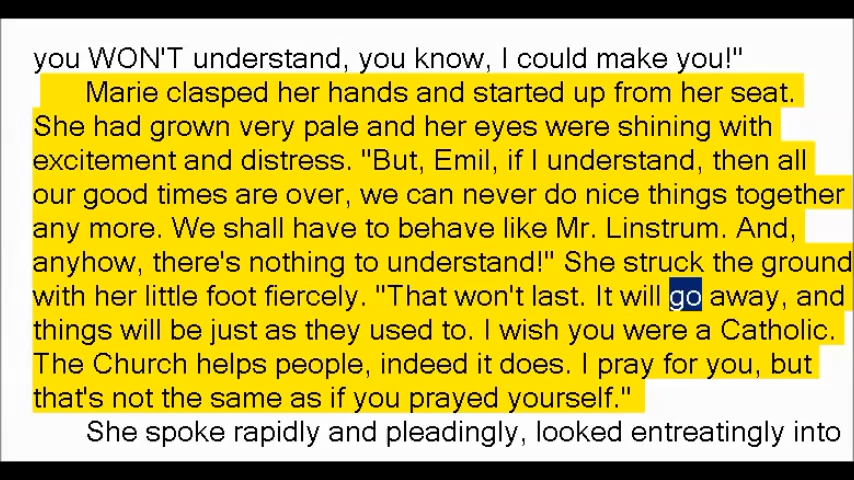 you WON'T understand, you know, I could make you!"
Marie clasped her hands and started up from her seat.
She had grown very pale and her eyes were shining with
excitement and distress. "But, Emil, if I understand, then all
our good times are over, we can never do nice things together
any more. We shall have to behave like Mr. Linstrum. And,
anyhow, there's nothing to understand!" She struck the ground
with her little foot fiercely. "That won't last. It will go away, and
things will be just as they used to. I wish you were a Catholic.
The Church helps people, indeed it does. I pray for you, but
that's not the same as if you prayed yourself."
She spoke rapidly and pleadingly, looked entreatingly into